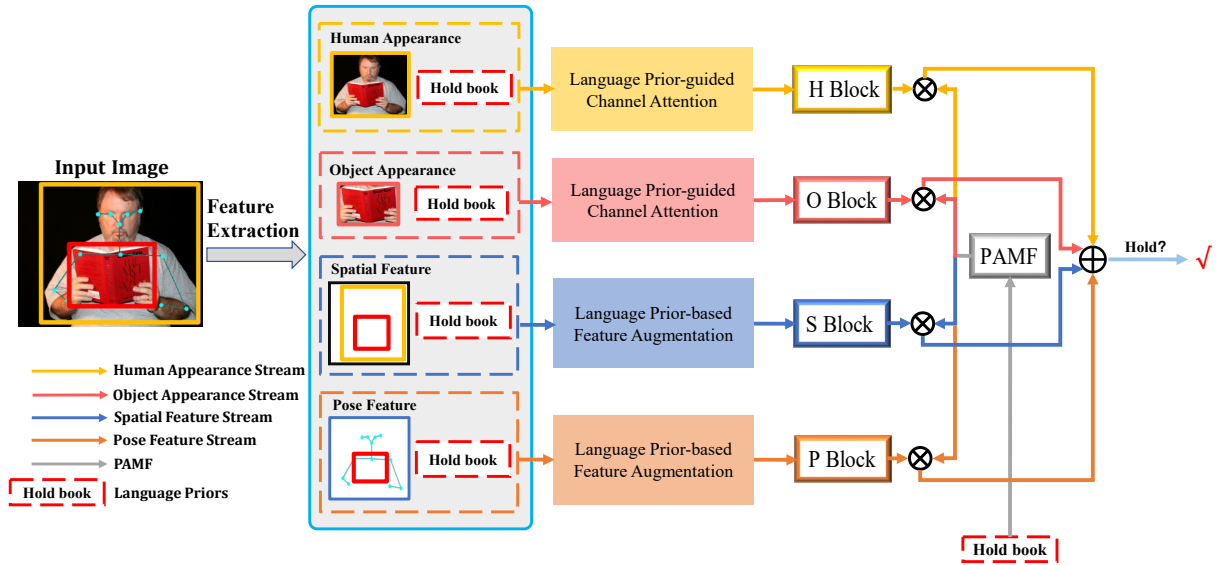 Input Image
Feature
Extraction
Human Appearance
Hold book
Language Prior-guided
Channel Attention
H Block
Object Appearance
Hold book
Language Prior-guided
Channel Attention
O Block
Spatial Feature
Hold book
Language Prior-based
Feature Augmentation
S Block
Pose Feature
Hold book
Language Prior-based
Feature Augmentation
P Block
PAMF
Hold?
√
Hold book
Human Appearance Stream
Object Appearance Stream
Spatial Feature Stream
Pose Feature Stream
PAMF
Hold book Language Priors